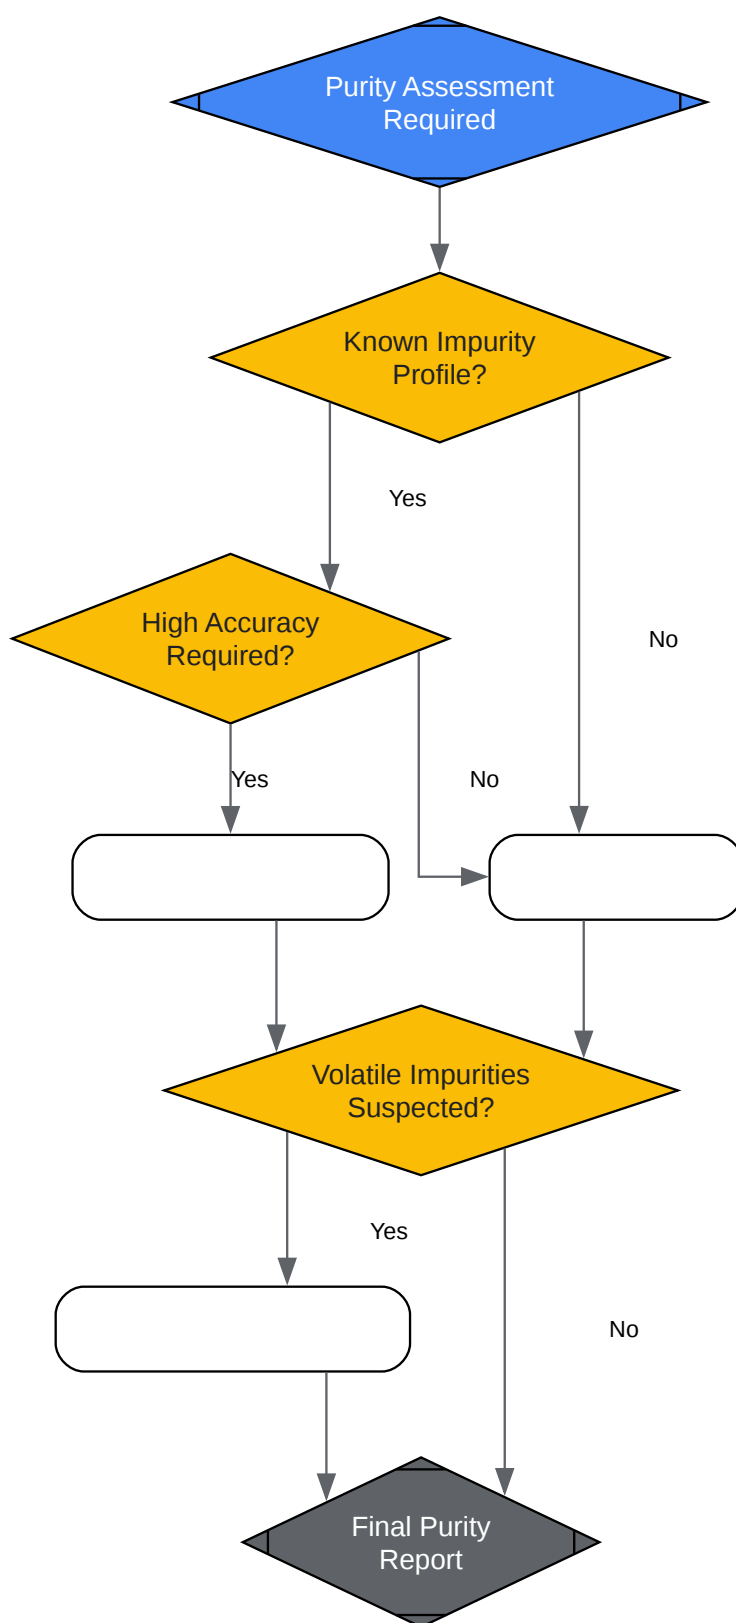 Purity Assessment
Required
Known Impurity
Profile?
Yes
High Accuracy
Required?
No
Yes
No
Volatile Impurities
Suspected?
Yes
No
Final Purity
Report